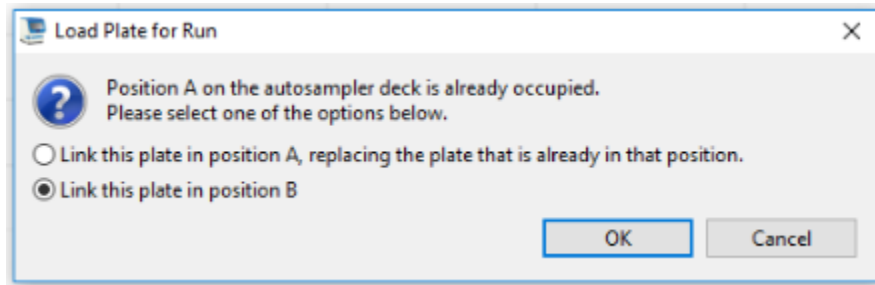 Load Plate for Run
Position A on the autosampler deck is already occupied.
Please select one of the options below.
Link this plate in position A, replacing the plate that is already in that position.
Link this plate in position B
OK
Cancel